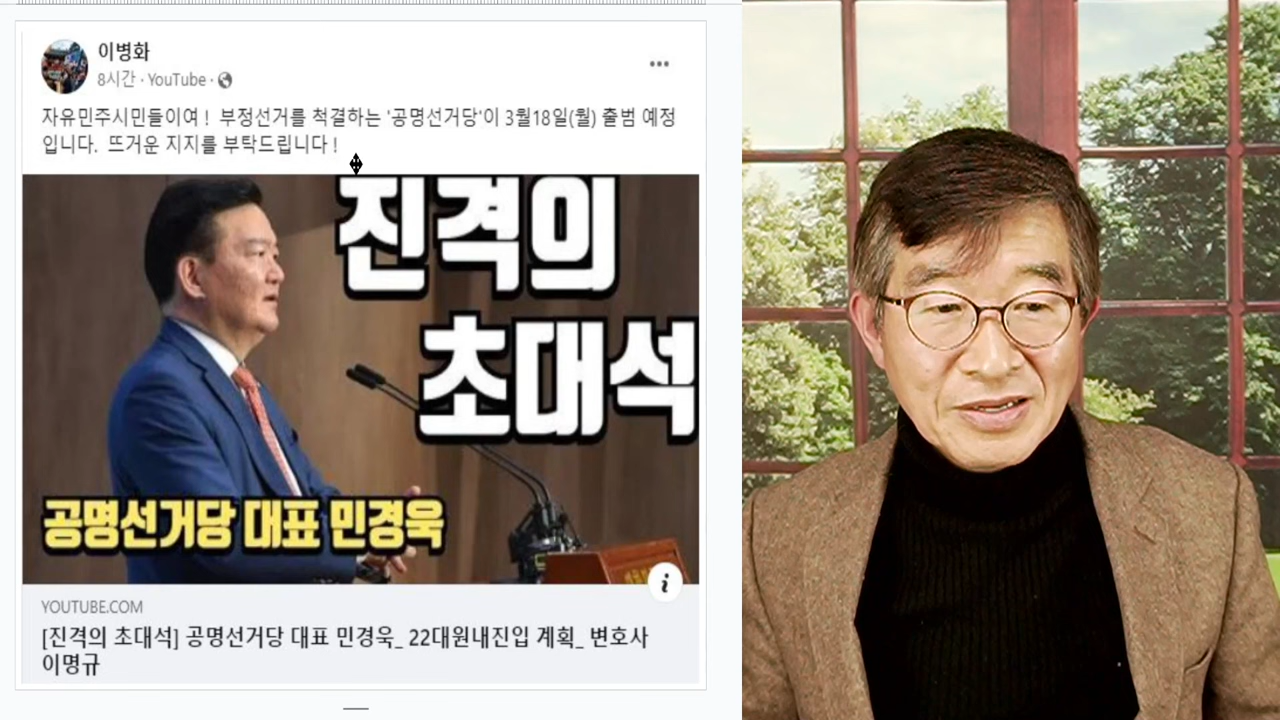 이병화
8시간 · YouTube ·
자유민주시민들이여 ! 부정선거를 척결하는 '공명선거당'이 3월18일(월) 출범 예정
입니다. 뜨거운 지지를 부탁드립니다 !
진격의
초대석
공명선거당 대표 민경욱
YOUTUBE.COM
[진격의 초대석] 공명선거당 대표 민경욱_ 22대원내진입 계획_ 변호사
이명규